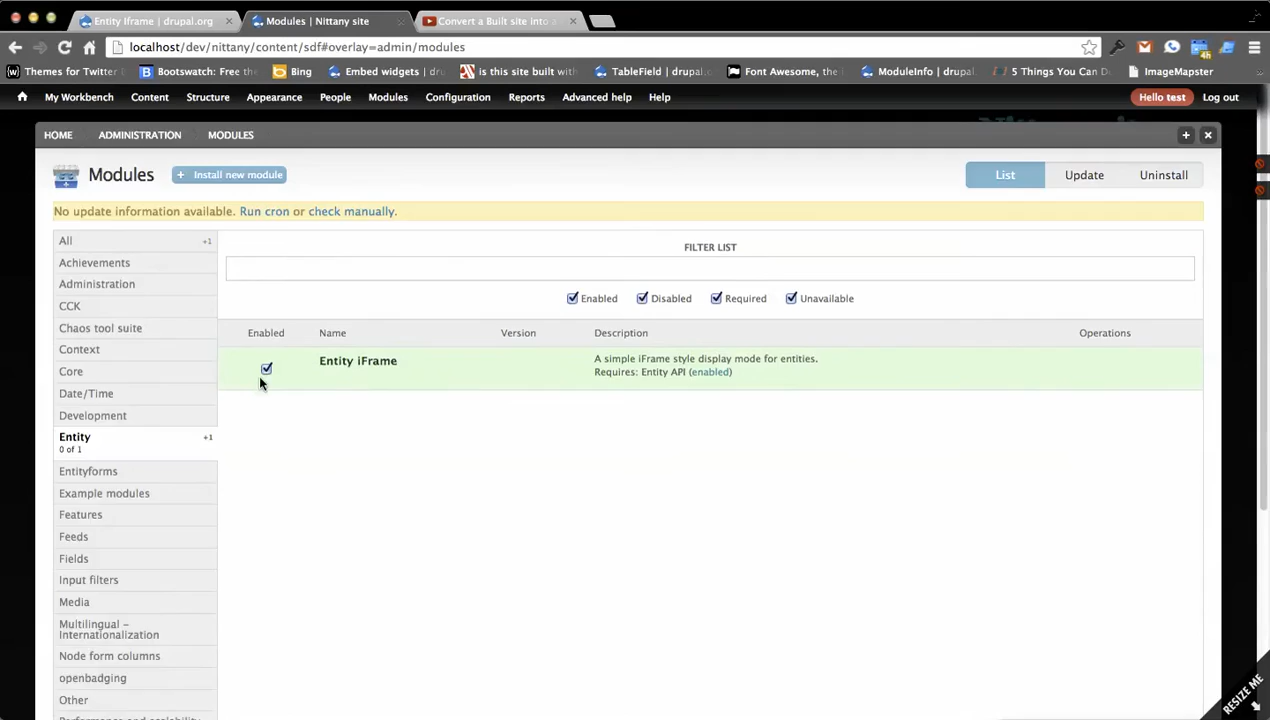 Entity Iframe | drupal.org
Modules | Nittany site
Convert a Built site into a
localhost/dev/nittany/content/sdf#overlay=admin/modules
Themes for Twitter
Bootswatch: Free the
Bing
Embed widgets | dru
is this site built with
TableField | drupal.o
Font Awesome, the
ModuleInfo | drupal.
5 Things You Can D
ImageMapster
My Workbench
Content
Structure
Appearance
People
Modules
Configuration
Reports
Advanced help
Help
Hello test
Log out
HOME
ADMINISTRATION
MODULES
Modules
+ Install new module
List
Update
Uninstall
No update information available. Run cron or check manually.
All +1
Achievements
Administration
CCK
Chaos tool suite
Context
Core
Date/Time
Development
Entity +1
0 of 1
Entityforms
Example modules
Features
Feeds
Fields
Input filters
Media
Multilingual –
Internationalization
Node form columns
openbadging
Other
Performance and scalability
FILTER LIST
Enabled
Disabled
Required
Unavailable
Enabled
Name
Version
Description
Operations
Entity iFrame
A simple iFrame style display mode for entities.
Requires: Entity API (enabled)
RESIZE ME